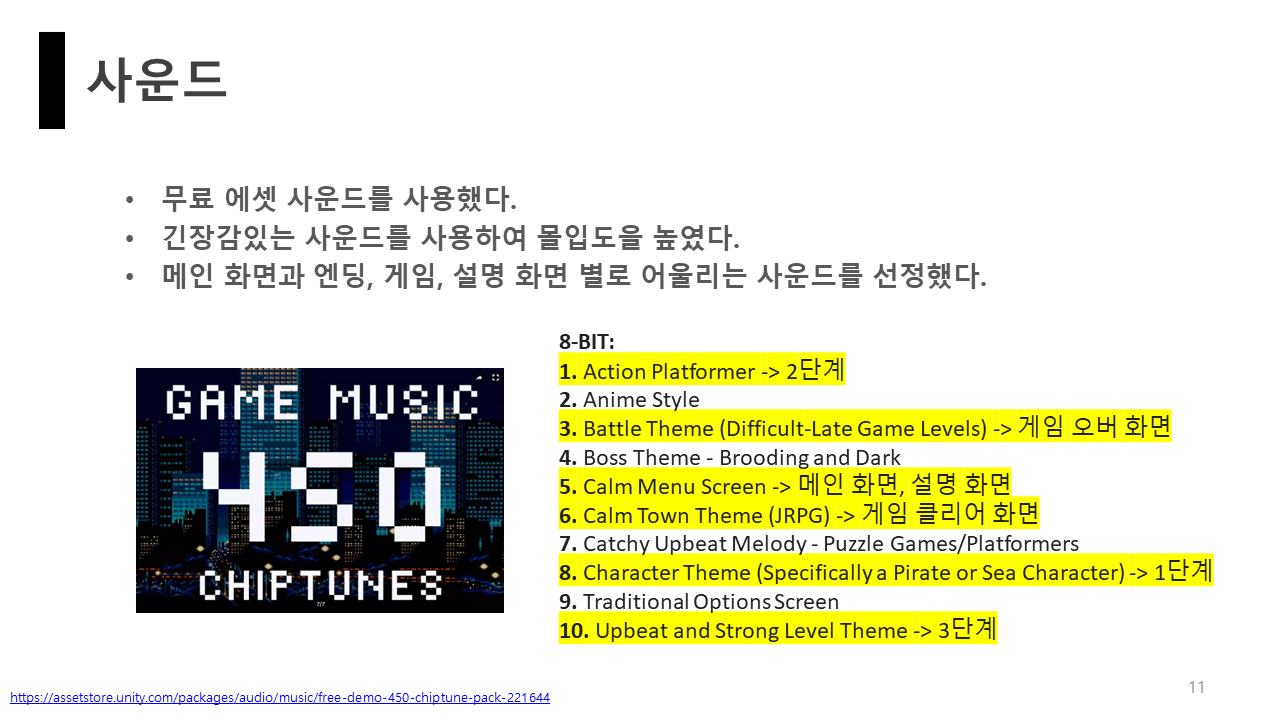 사운드
• 무료 에셋 사운드를 사용했다.
• 긴장감있는 사운드를 사용하여 몰입도을 높였다.
• 메인 화면과 엔딩, 게임, 설명 화면 별로 어울리는 사운드를 선정했다.
GAME MUSIC
450
CHIPTUNES
7/7
8-BIT:
1. Action Platformer -> 2단계
2. Anime Style
3. Battle Theme (Difficult-Late Game Levels) -> 게임 오버 화면
4. Boss Theme - Brooding and Dark
5. Calm Menu Screen -> 메인 화면, 설명 화면
6. Calm Town Theme (JRPG) -> 게임 클리어 화면
7. Catchy Upbeat Melody - Puzzle Games/Platformers
8. Character Theme (Specifically a Pirate or Sea Character) -> 1단계
9. Traditional Options Screen
10. Upbeat and Strong Level Theme -> 3단계
https://assetstore.unity.com/packages/audio/music/free-demo-450-chiptune-pack-221644
11